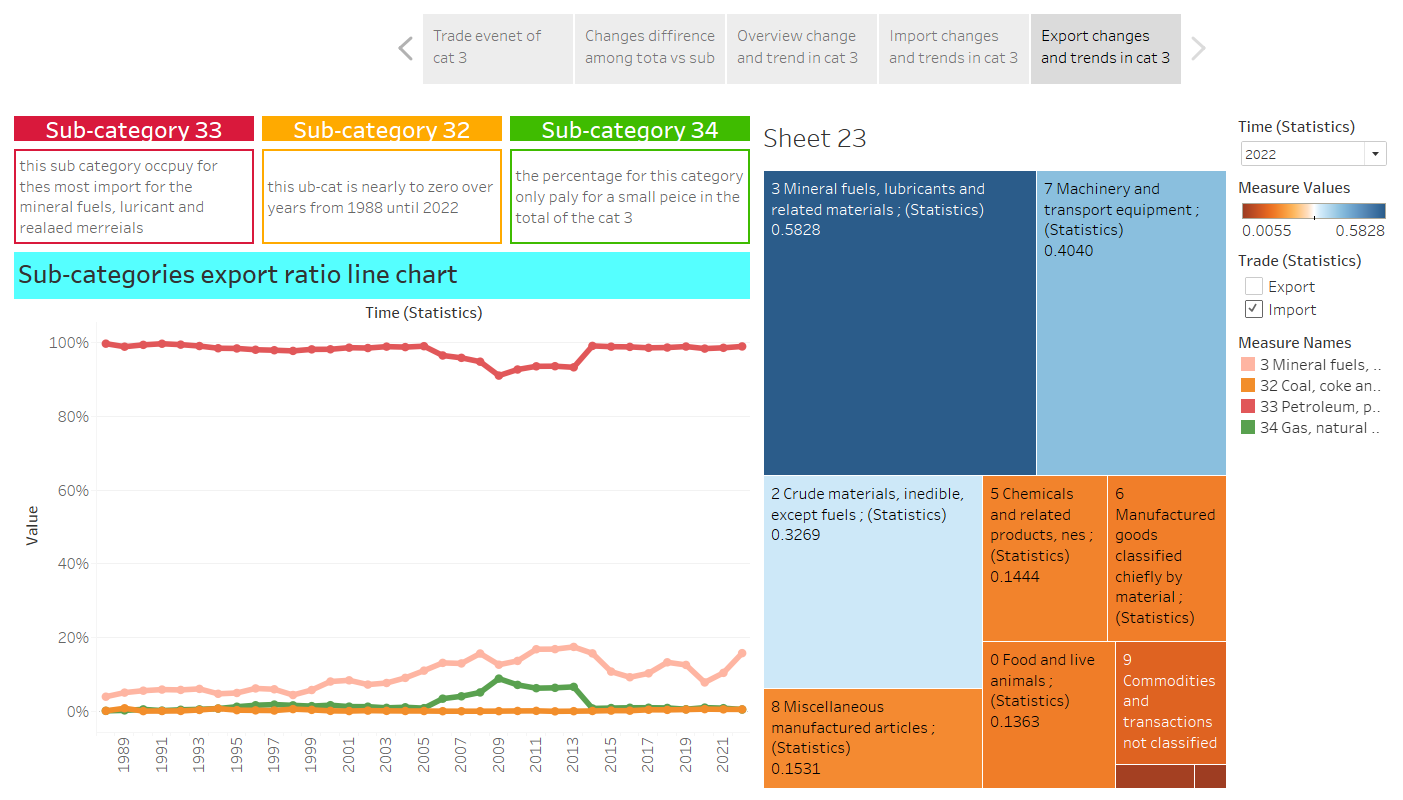 Trade evenet of
cat 3
Changes diffirence
among tota vs sub
Overview change
and trend in cat 3
Import changes
and trends in cat 3
Export changes
and trends in cat 3
Sub-category 33
this sub category occpuy for
thes most import for the
mineral fuels, luricant and
realaed merreials
Sub-category 32
this ub-cat is nearly to zero over
years from 1988 until 2022
Sub-category 34
the percentage for this category
only paly for a small peice in the
total of the cat 3
Sub-categories export ratio line chart
Time (Statistics)
100%
80%
60%
40%
20%
0%
Value
1989
1991
1993
1995
1997
1999
2001
2003
2005
2007
2009
2011
2013
2015
2017
2019
2021
Sheet 23
3 Mineral fuels, lubricants and
related materials ; (Statistics)
0.5828
7 Machinery and
transport equipment ;
(Statistics)
0.4040
2 Crude materials, inedible,
except fuels ; (Statistics)
0.3269
5 Chemicals
and related
products, nes ;
(Statistics)
0.1444
6
Manufactured
goods
classified
chiefly by
material ;
(Statistics)
8 Miscellaneous
manufactured articles ;
(Statistics)
0.1531
0 Food and live
animals ;
(Statistics)
0.1363
9
Commodities
and
transactions
not classified
Time (Statistics)
2022
Measure Values
0.0055 0.5828
Trade (Statistics)
Export
Import
Measure Names
3 Mineral fuels, ..
32 Coal, coke an..
33 Petroleum, p..
34 Gas, natural ..